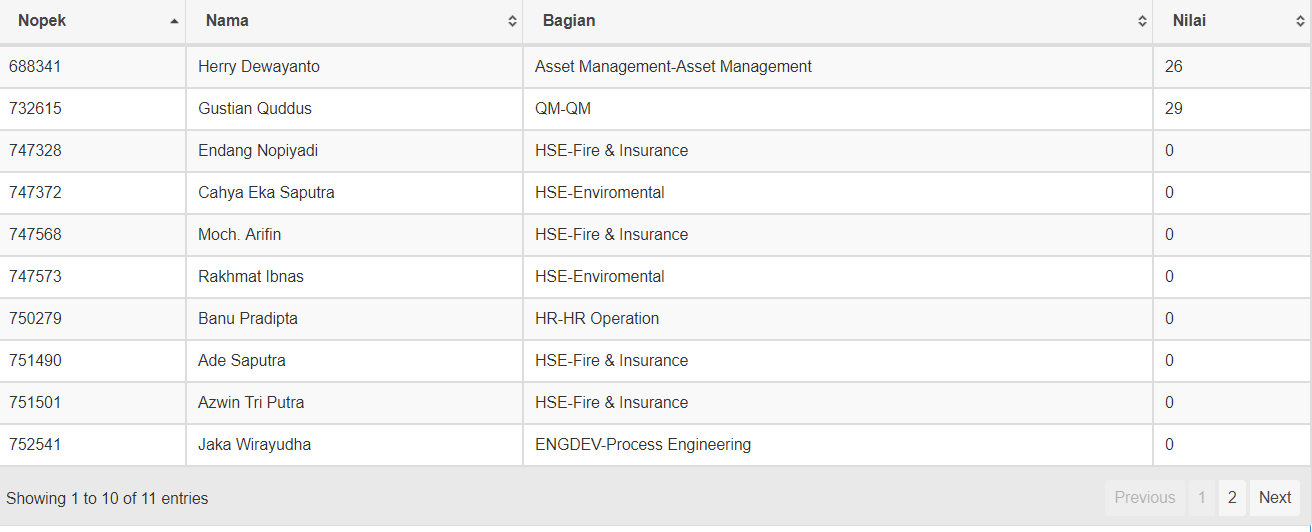 Nopek Nama Bagian Nilai
688341 Herry Dewayanto Asset Management-Asset Management 26
732615 Gustian Quddus QM-QM 29
747328 Endang Nopiyadi HSE-Fire & Insurance 0
747372 Cahya Eka Saputra HSE-Enviromental 0
747568 Moch. Arifin HSE-Fire & Insurance 0
747573 Rakhmat Ibnas HSE-Enviromental 0
750279 Banu Pradipta HR-HR Operation 0
751490 Ade Saputra HSE-Fire & Insurance 0
751501 Azwin Tri Putra HSE-Fire & Insurance 0
752541 Jaka Wirayudha ENGDEV-Process Engineering 0
Showing 1 to 10 of 11 entries Previous 1 2 Next